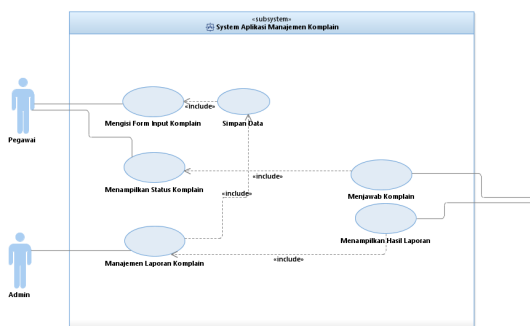 «subsystem»
System Aplikasi Manajemen Komplain
Pegawai
Mengisi Form Input Komplain
«include»
Simpan Data
Menampilkan Status Komplain
«include»
«include»
Menjawab Komplain
Menampilkan Hasil Laporan
Manajemen Laporan Komplain
«include»
Admin